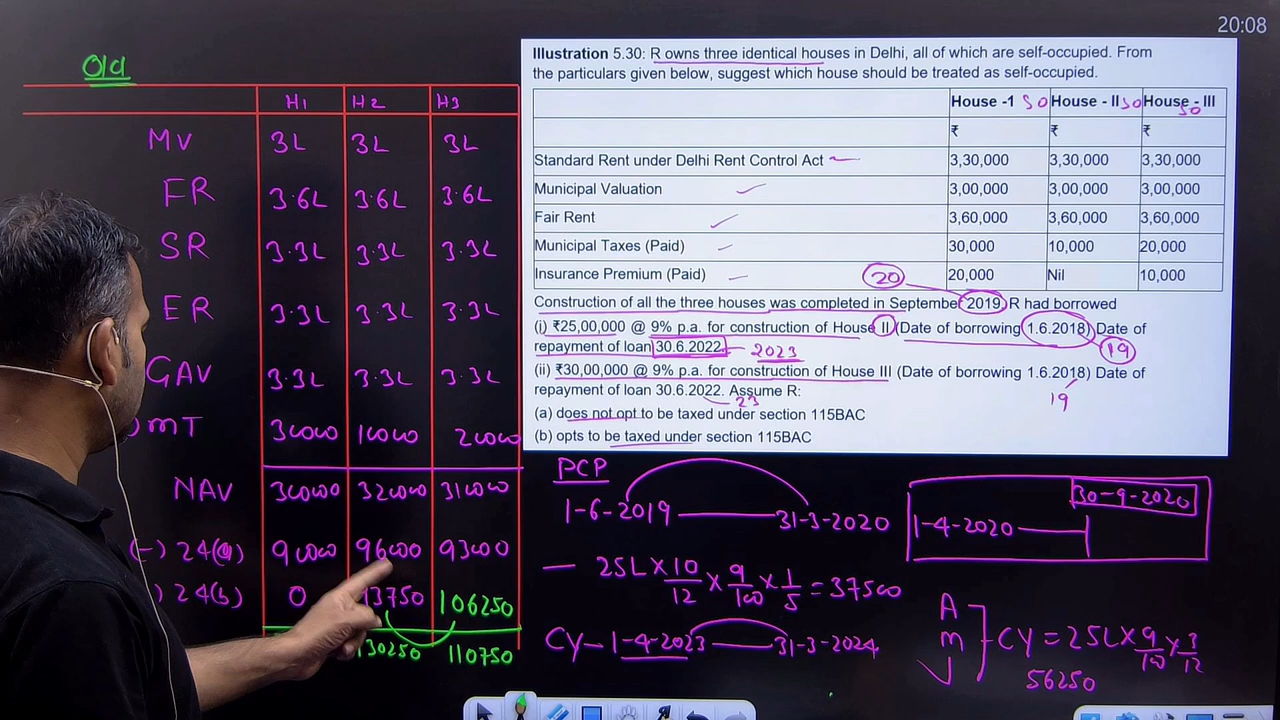 20:08
Old
H1 H2 H3
MV 3L 3L 3L
FR 3.6L 3.6L 3.6L
SR 3.3L 3.3L 3.3L
ER 3.3L 3.3L 3.3L
GAV 3.3L 3.3L 3.3L
MT 30000 10000 20000
NAV 300000 320000 310000
(-) 24(a) 90000 96000 93000
) 24(b) 0 93750 106250
130250 110750
Illustration 5.30: R owns three identical houses in Delhi, all of which are self-occupied. From
the particulars given below, suggest which house should be treated as self-occupied.
House -1 SO House - II SO House - III SO
₹ ₹ ₹
Standard Rent under Delhi Rent Control Act 3,30,000 3,30,000 3,30,000
Municipal Valuation 3,00,000 3,00,000 3,00,000
Fair Rent 3,60,000 3,60,000 3,60,000
Municipal Taxes (Paid) 30,000 10,000 20,000
Insurance Premium (Paid) 20,000 Nil 10,000
20
Construction of all the three houses was completed in September 2019. R had borrowed
(i) ₹25,00,000 @ 9% p.a. for construction of House II (Date of borrowing 1.6.2018) Date of
repayment of loan 30.6.2022. 2023 19
(ii) ₹30,00,000 @ 9% p.a. for construction of House III (Date of borrowing 1.6.2018) Date of
repayment of loan 30.6.2022. Assume R:
23 19
(a) does not opt to be taxed under section 115BAC
(b) opts to be taxed under section 115BAC
PCP
1-6-2019 — 31-3-2020
— 25L × 10/12 × 9/100 × 1/5 = 37500
CY — 1-4-2023 — 31-3-2024
30-9-2020
1-4-2020
A
M
J
CY = 25L × 9/10 × 3/12
56250